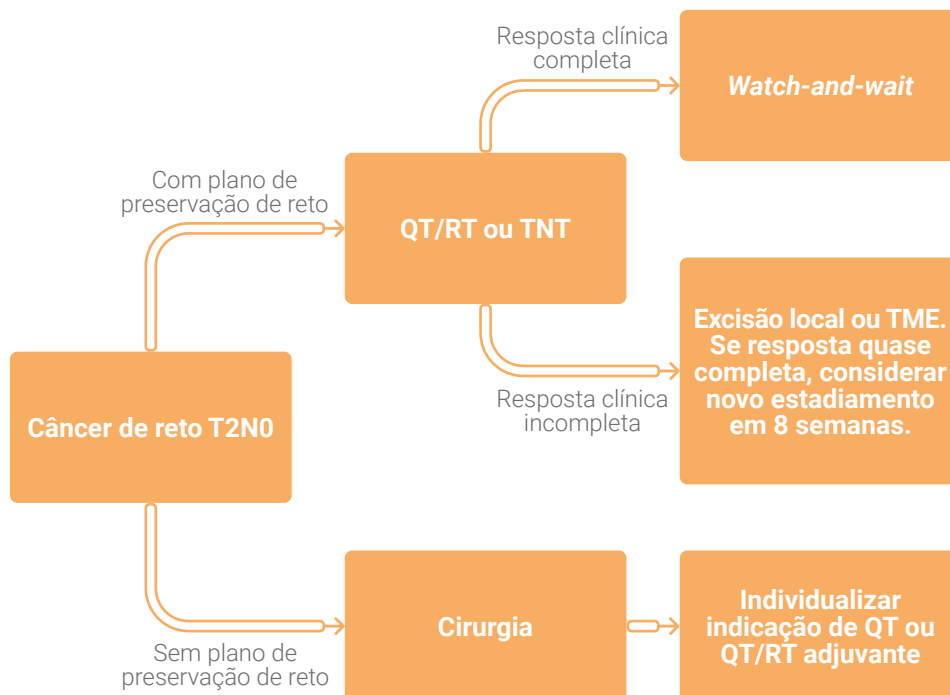 Resposta clínica
completa
Watch-and-wait
Com plano de
preservação de reto
QT/RT ou TNT
Excisão local ou TME.
Se resposta quase
completa, considerar
novo estadiamento
em 8 semanas.
Resposta clínica
incompleta
Câncer de reto T2N0
Sem plano de
preservação de reto
Cirurgia
Individualizar
indicação de QT ou
QT/RT adjuvante